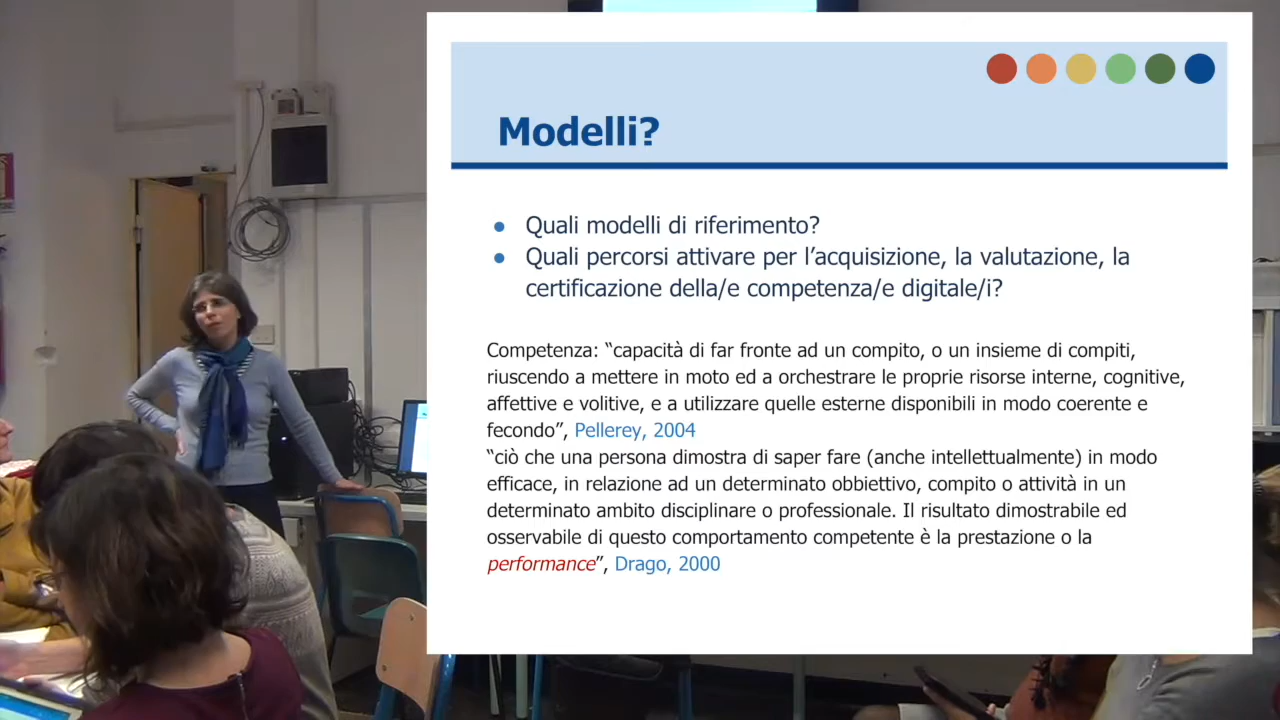 Modelli?
Quali modelli di riferimento?
Quali percorsi attivare per l'acquisizione, la valutazione, la
certificazione della/e competenza/e digitale/i?
Competenza: “capacità di far fronte ad un compito, o un insieme di compiti,
riuscendo a mettere in moto ed a orchestrare le proprie risorse interne, cognitive,
affettive e volitive, e a utilizzare quelle esterne disponibili in modo coerente e
fecondo”, Pellerey, 2004
“ciò che una persona dimostra di saper fare (anche intellettualmente) in modo
efficace, in relazione ad un determinato obbiettivo, compito o attività in un
determinato ambito disciplinare o professionale. Il risultato dimostrabile ed
osservabile di questo comportamento competente è la prestazione o la
performance”, Drago, 2000